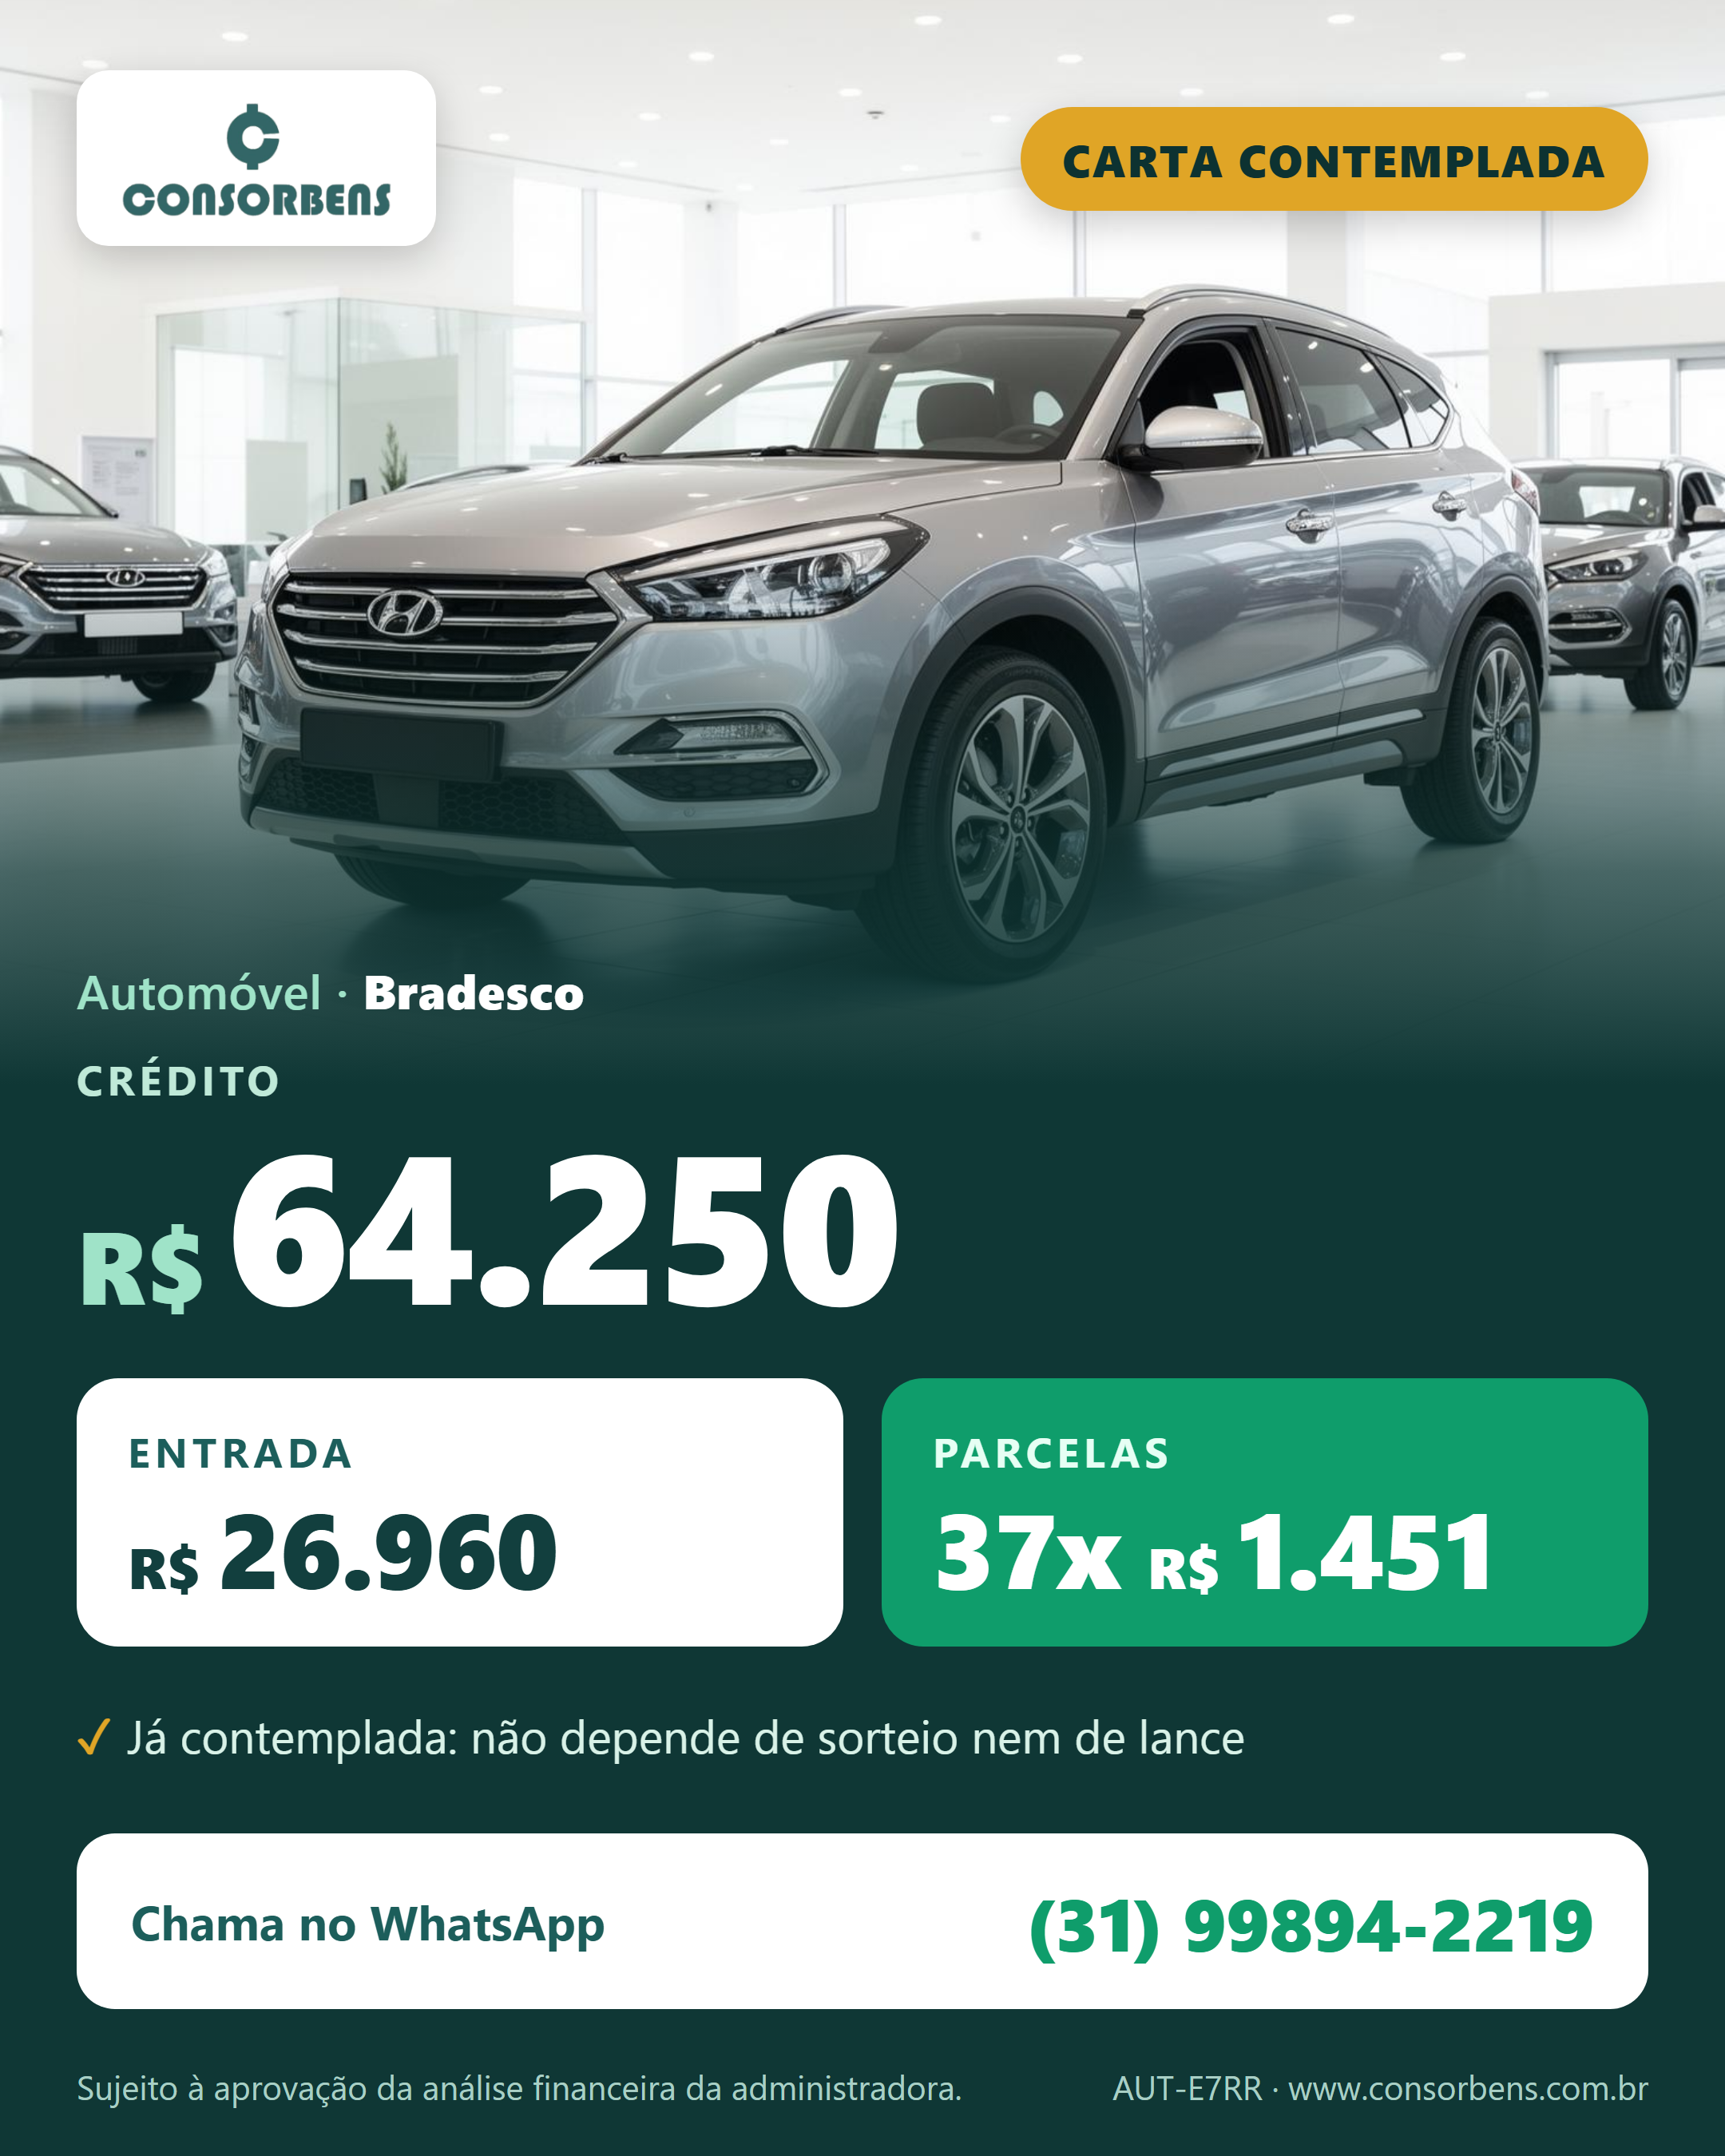 CONSORBENS
CARTA CONTEMPLADA
Automóvel · Bradesco
CRÉDITO
R$ 64.250
ENTRADA
R$ 26.960
PARCELAS
37x R$ 1.451
✓ Já contemplada: não depende de sorteio nem de lance
Chama no WhatsApp
(31) 99894-2219
Sujeito à aprovação da análise financeira da administradora.
AUT-E7RR · www.consorbens.com.br